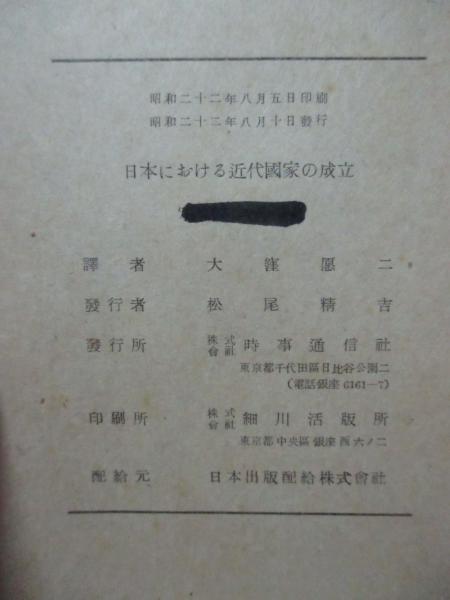 昭和二十二年八月五日印刷
昭和二十二年八月十日發行
日本における近代國家の成立
譯者 大窪愿二
發行者 松尾精吉
發行所 株式會社 時事通信社
東京都千代田區日比谷公園二
(電話銀座 6161―7)
印刷所 株式會社 細川活版所
東京都中央區銀座西六ノ二
配給元 日本出版配給株式會社